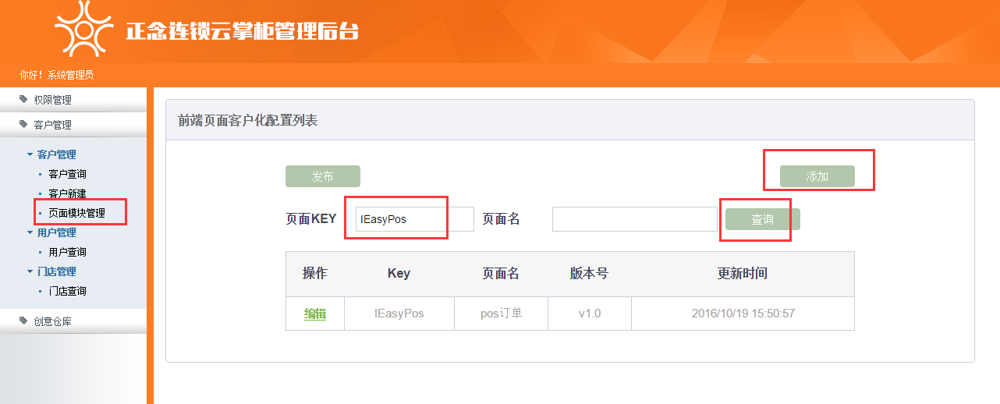 正念连锁云掌柜管理后台
你好！系统管理员
权限管理
客户管理
客户管理
客户查询
客户新建
页面模块管理
用户管理
用户查询
门店管理
门店查询
创意仓库
前端页面客户化配置列表
发布 添加
页面KEY IEasyPos 页面名 查询
操作 Key 页面名 版本号 更新时间
编辑 IEasyPos pos订单 v1.0 2016/10/19 15:50:57